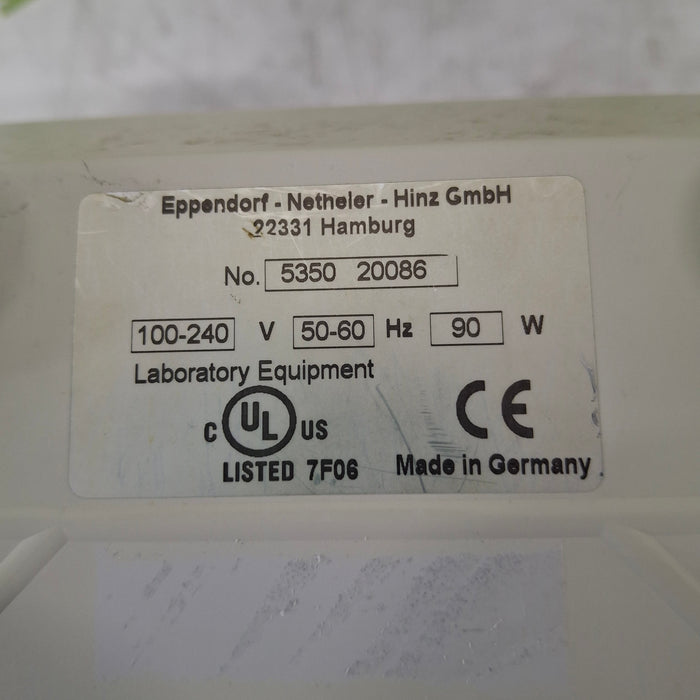 Eppendorf - Netheler - Hinz GmbH
22331 Hamburg
No. 5350 20086
100-240 V 50-60 Hz 90 W
Laboratory Equipment
C UL US CE
LISTED 7F06 Made in Germany